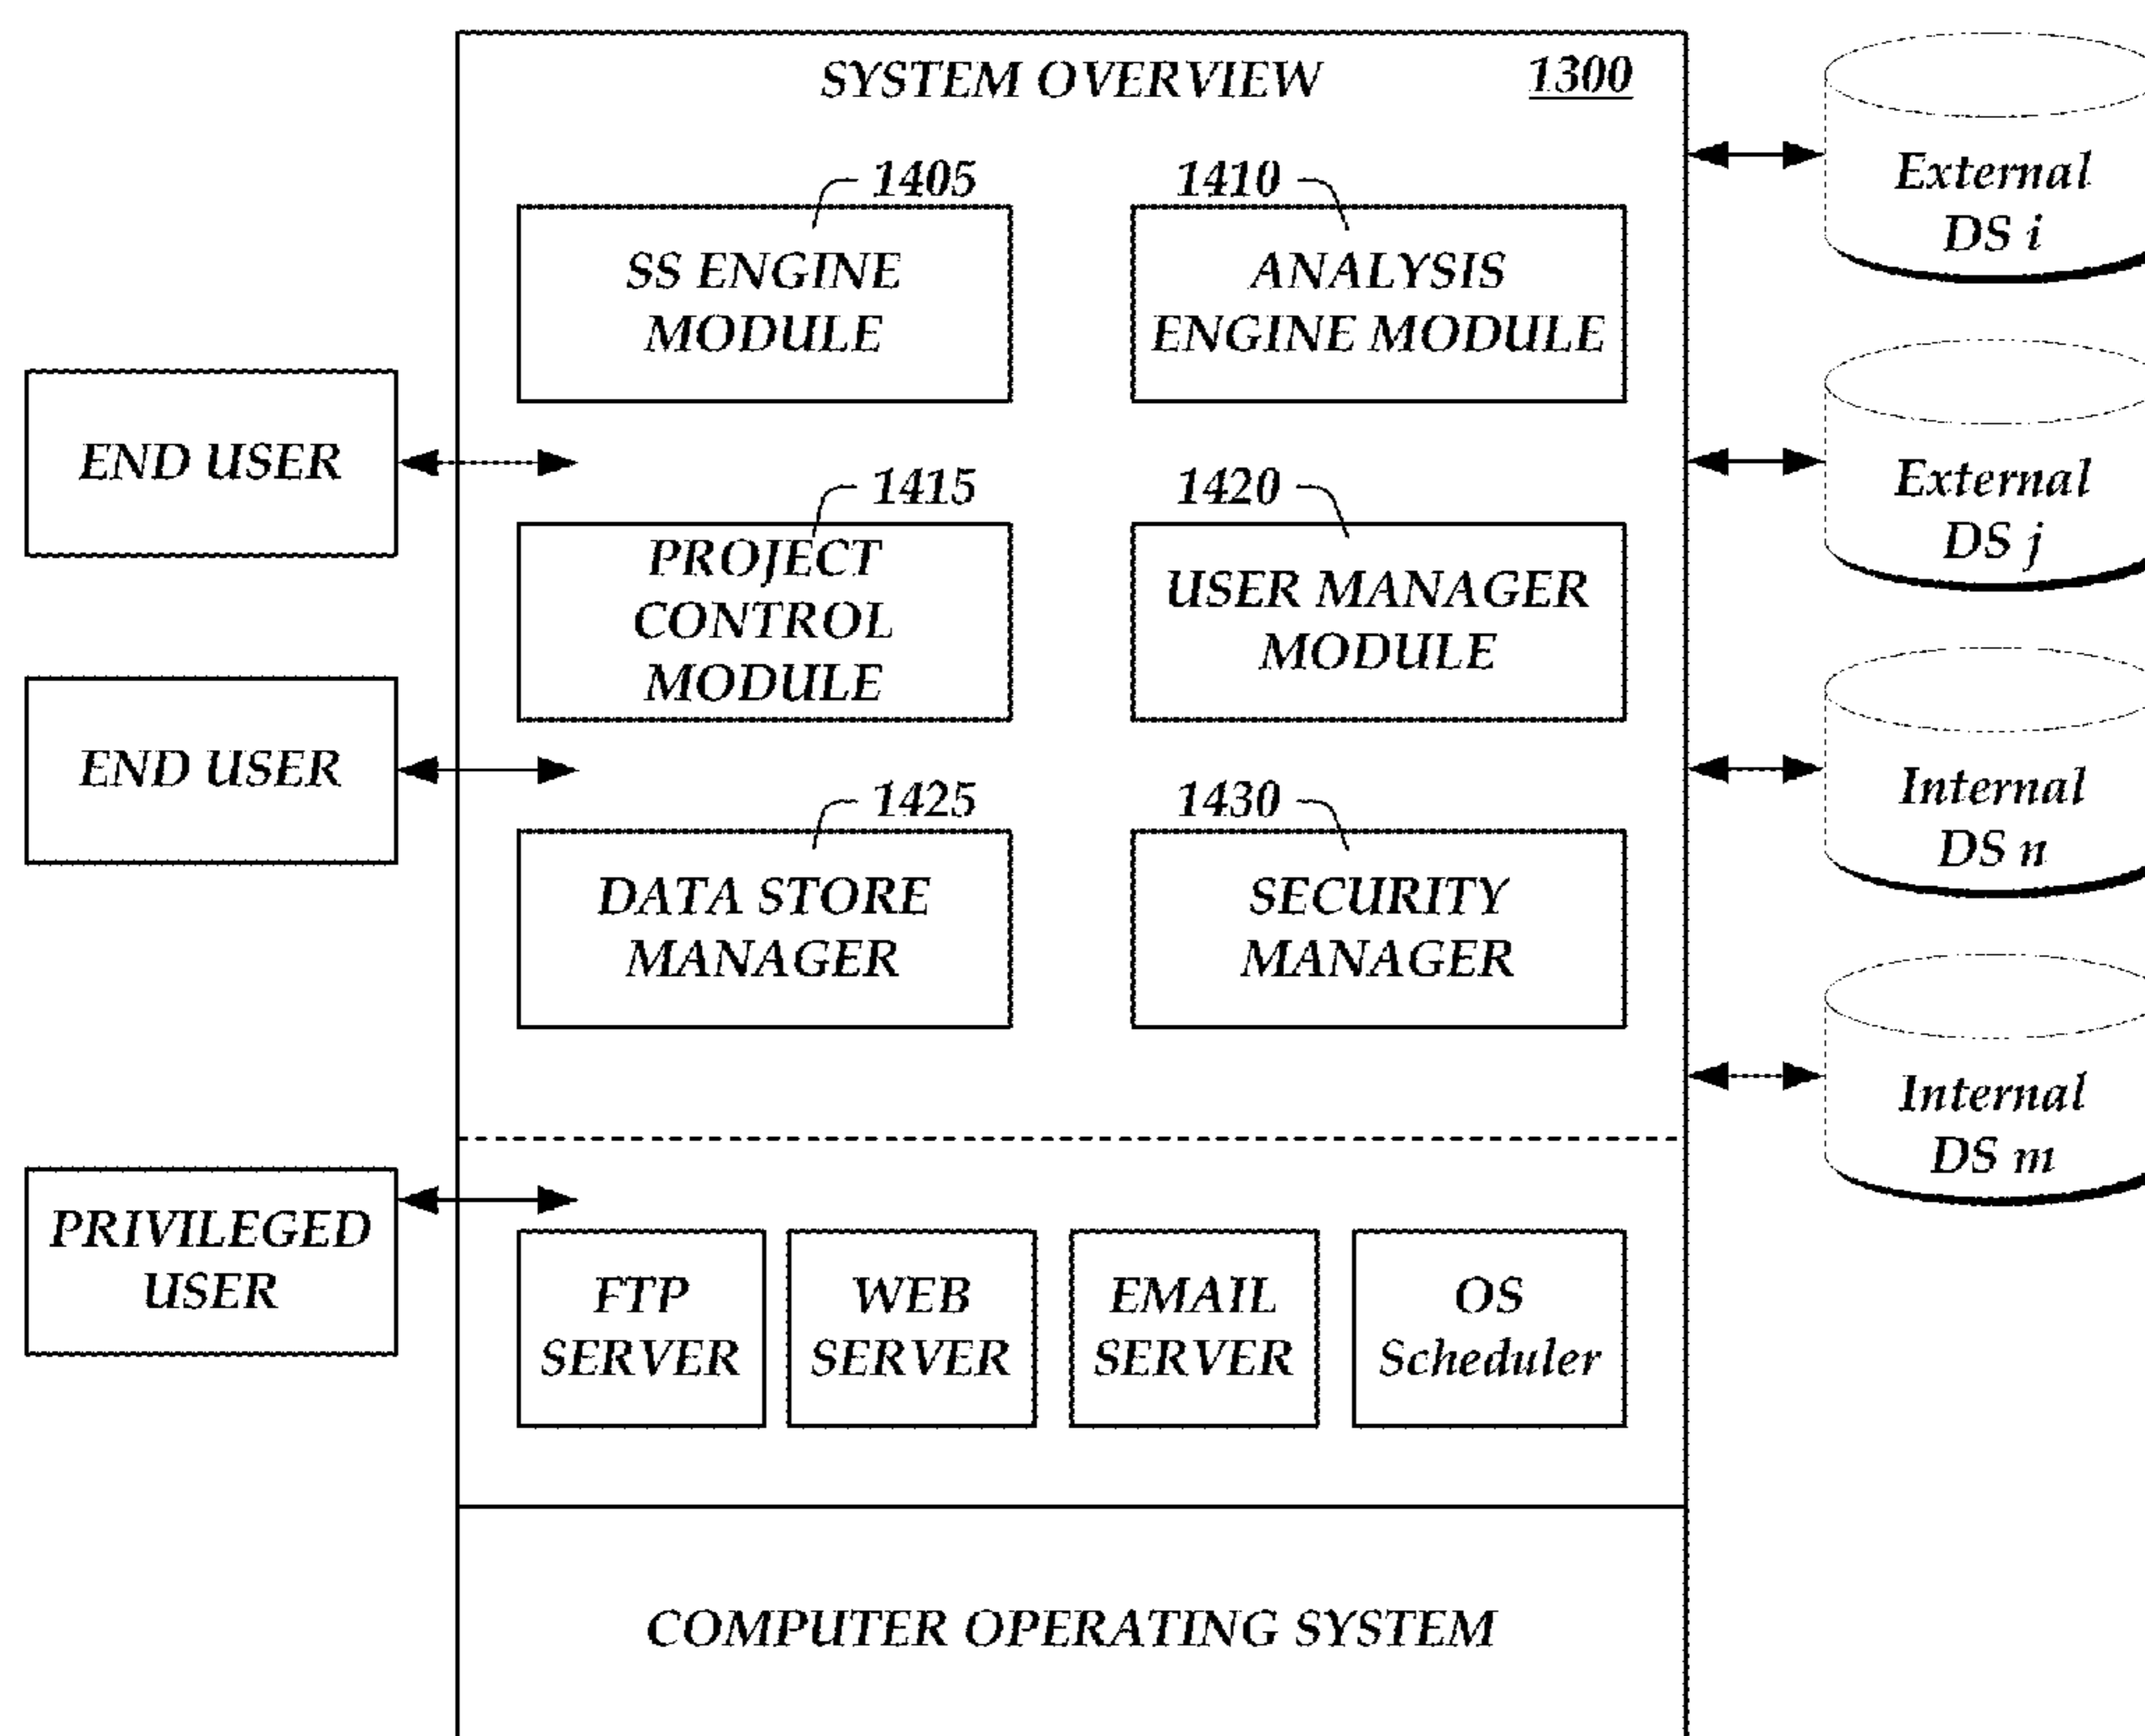 SYSTEM OVERVIEW
1300
1405
SS ENGINE
MODULE
1410
ANALYSIS
ENGINE MODULE
1415
PROJECT
CONTROL
MODULE
1420
USER MANAGER
MODULE
1425
DATA STORE
MANAGER
1430
SECURITY
MANAGER
END USER
END USER
PRIVILEGED
USER
FTP
SERVER
WEB
SERVER
EMAIL
SERVER
OS
Scheduler
COMPUTER OPERATING SYSTEM
External
DS i
External
DS j
Internal
DS n
Internal
DS m